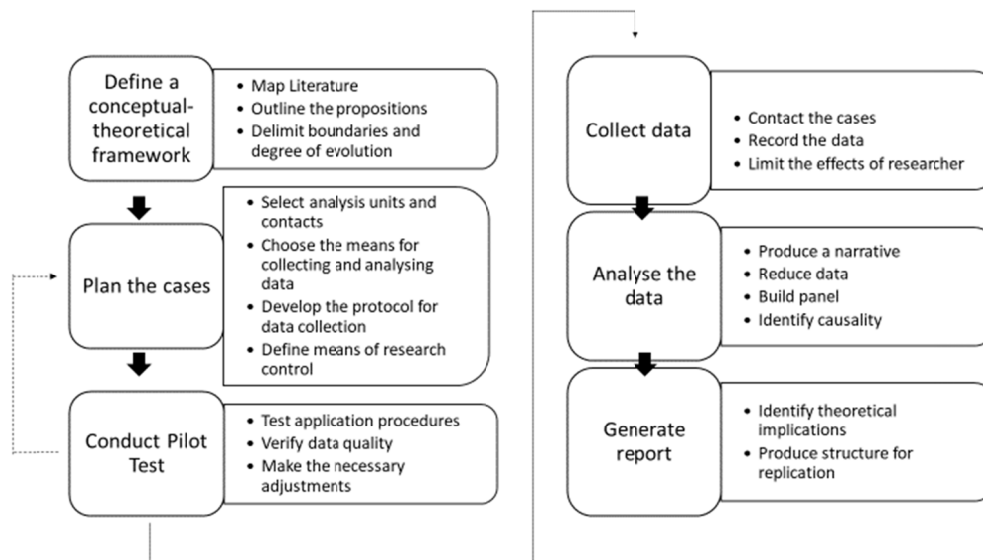 Define a
conceptual-
theoretical
framework
• Map Literature
• Outline the propositions
• Delimit boundaries and
degree of evolution
Plan the cases
• Select analysis units and
contacts
• Choose the means for
collecting and analysing
data
• Develop the protocol for
data collection
• Define means of research
control
Conduct Pilot
Test
• Test application procedures
• Verify data quality
• Make the necessary
adjustments
Collect data
• Contact the cases
• Record the data
• Limit the effects of researcher
Analyse the
data
• Produce a narrative
• Reduce data
• Build panel
• Identify causality
Generate
report
• Identify theoretical
implications
• Produce structure for
replication